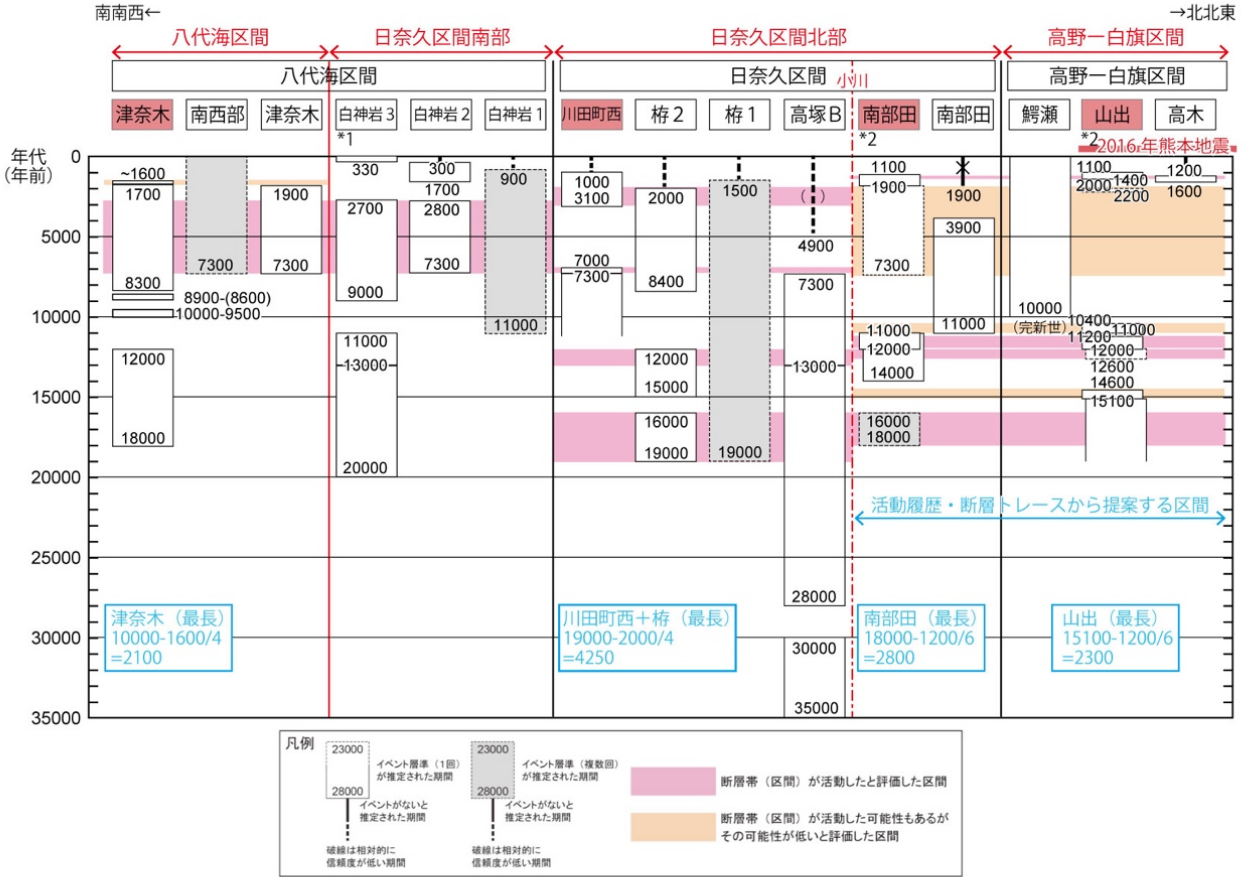 南南西←
→北北東
八代海区間
日奈久区間南部
日奈久区間北部
高野ー白旗区間
八代海区間
日奈久区間
小川
高野ー白旗区間
津奈木
南西部
津奈木
白神岩3
白神岩2
白神岩1
川田町西
栫2
栫1
高塚B
南部田
南部田
鰐瀬
山出
高木
*1
*2
*2
2016年熊本地震
年代
(年前)
0
5000
10000
15000
20000
25000
30000
35000
~1600
1700
8300
8900-(8600)
10000-9500
12000
18000
7300
1900
7300
330
2700
9000
11000
13000
20000
300
1700
2800
7300
900
11000
1000
3100
7000
7300
2000
8400
12000
15000
16000
19000
1500
19000
( )
4900
7300
13000
28000
30000
35000
1100
1900
7300
11000
12000
14000
16000
18000
1900
3900
11000
10000
(完新世)
1100
1400
2000
2200
10400
11000
11200
12000
12600
14600
15100
1200
1600
活動履歴・断層トレースから提案する区間
津奈木(最長)
10000-1600/4
=2100
川田町西+栫(最長)
19000-2000/4
=4250
南部田(最長)
18000-1200/6
=2800
山出(最長)
15100-1200/6
=2300
凡例
23000
28000
イベント層準(1回)
が推定された期間
イベントがないと
推定された期間
破線は相対的に
信頼度が低い期間
23000
28000
イベント層準(複数回)
が推定された期間
イベントがないと
推定された期間
破線は相対的に
信頼度が低い期間
断層帯(区間)が活動したと評価した区間
断層帯(区間)が活動した可能性もあるが
その可能性が低いと評価した区間